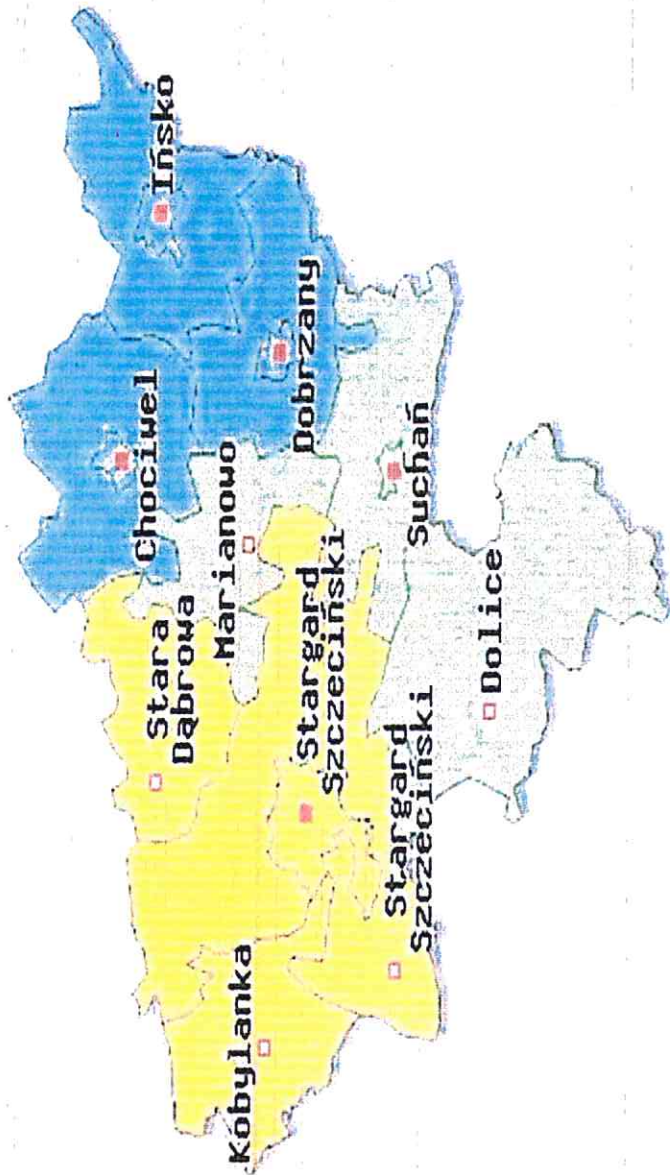 Ińsko
Chociwel
Dobrzany
Marianowo
Stara
Dąbrowa
Suchań
Stargard
Szczeciński
Dolice
Stargard
Szczeciński
Kobylanka